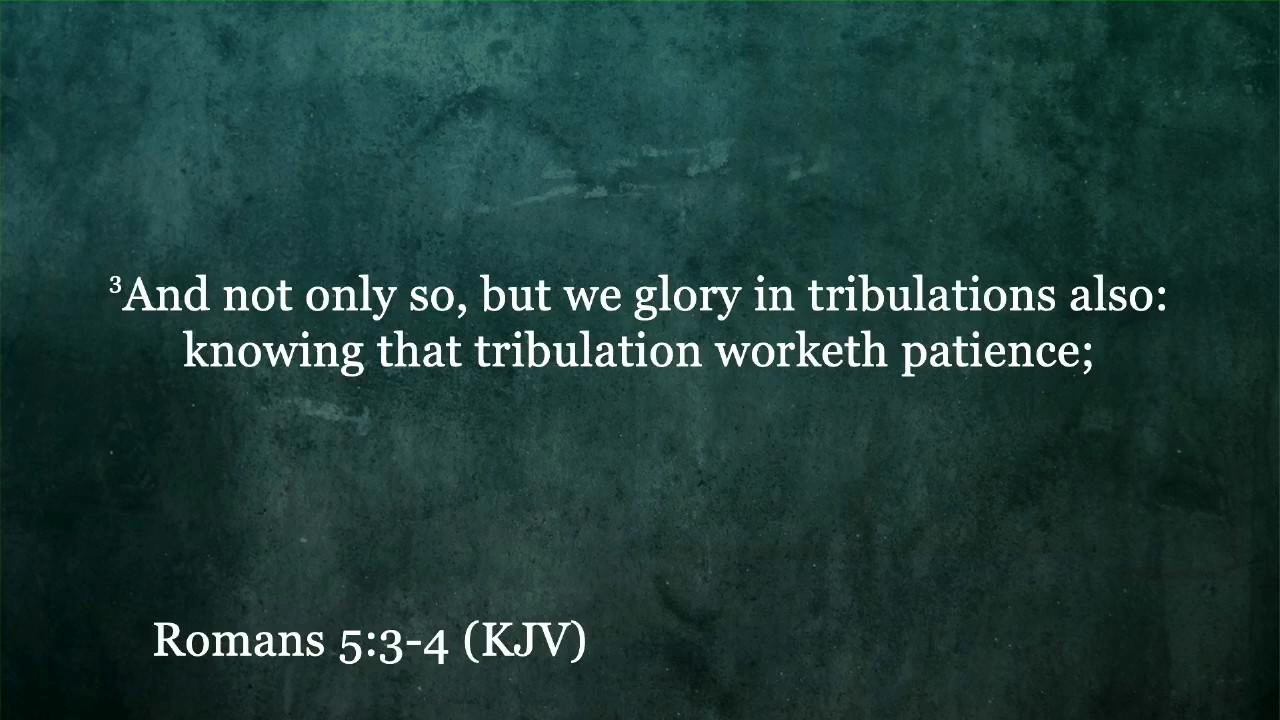 ³And not only so, but we glory in tribulations also:
knowing that tribulation worketh patience;
Romans 5:3-4 (KJV)